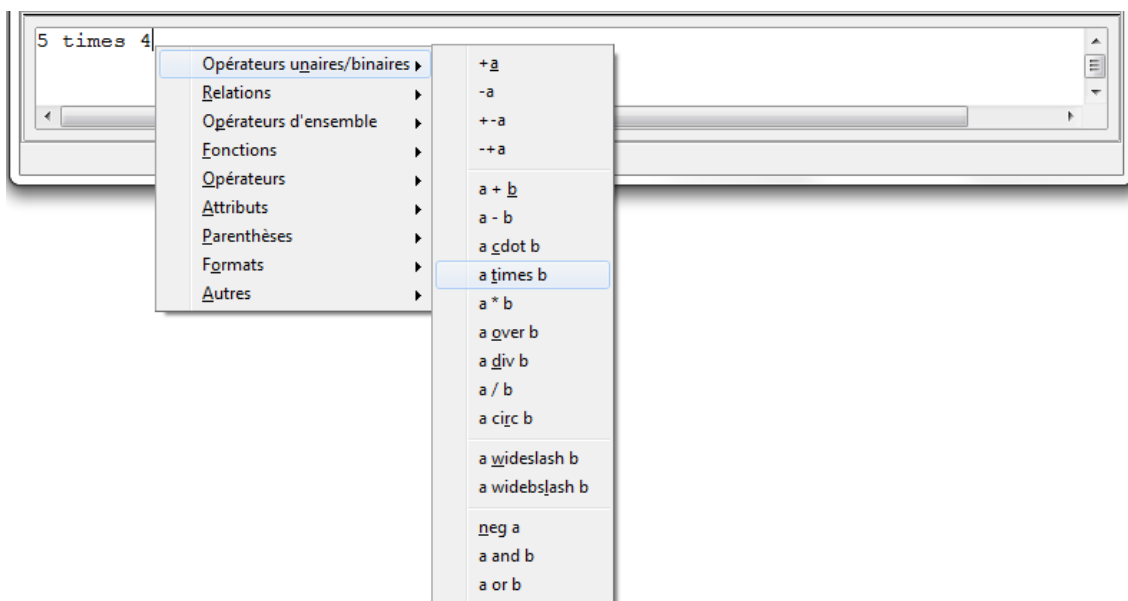 5 times 4
Opérateurs unaires/binaires
Relations
Opérateurs d'ensemble
Fonctions
Opérateurs
Attributs
Parenthèses
Formats
Autres
+a
-a
+-a
-+a
a + b
a - b
a cdot b
a times b
a * b
a over b
a div b
a / b
a circ b
a wideslash b
a widebslash b
neg a
a and b
a or b